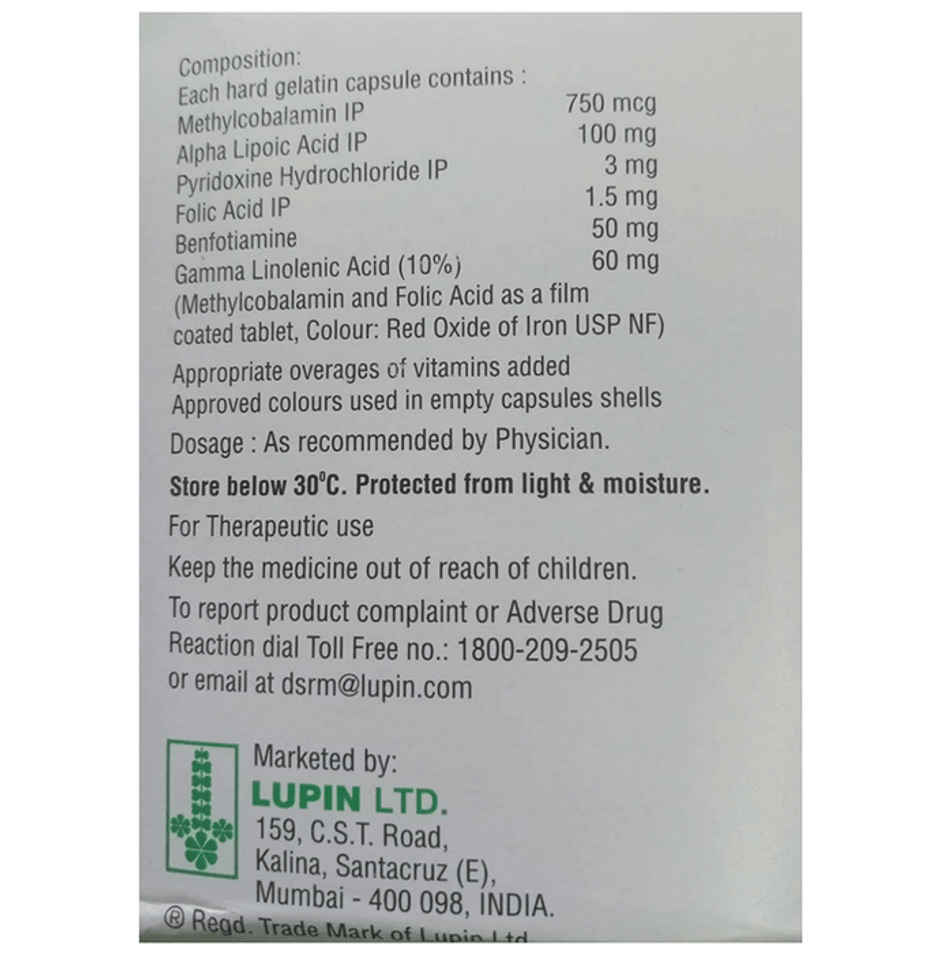 Composition:
Each hard gelatin capsule contains :
Methylcobalamin IP 750 mcg
Alpha Lipoic Acid IP 100 mg
Pyridoxine Hydrochloride IP 3 mg
Folic Acid IP 1.5 mg
Benfotiamine 50 mg
Gamma Linolenic Acid (10%) 60 mg
(Methylcobalamin and Folic Acid as a film
coated tablet, Colour: Red Oxide of Iron USP NF)
Appropriate overages of vitamins added
Approved colours used in empty capsules shells
Dosage : As recommended by Physician.
Store below 30°C. Protected from light & moisture.
For Therapeutic use
Keep the medicine out of reach of children.
To report product complaint or Adverse Drug
Reaction dial Toll Free no.: 1800-209-2505
or email at dsrm@lupin.com
Marketed by:
LUPIN LTD.
159, C.S.T. Road,
Kalina, Santacruz (E),
Mumbai - 400 098, INDIA.
® Regd. Trade Mark of Lupin Ltd